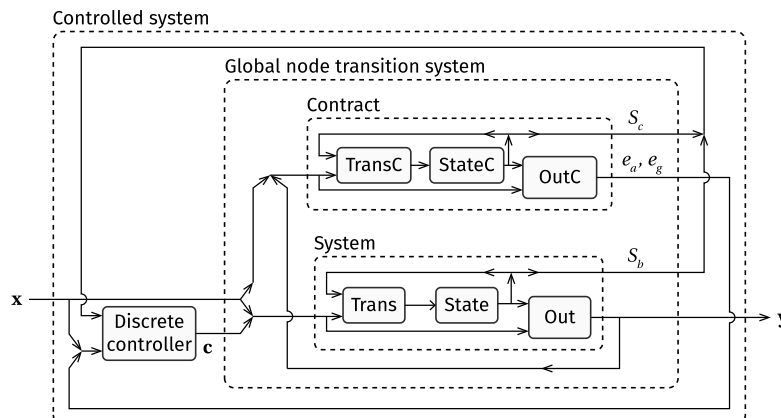 Controlled system
Global node transition system
Contract
S_c
TransC
StateC
OutC
e_a, e_g
System
S_b
x
Trans
State
Out
y
Discrete
controller
c